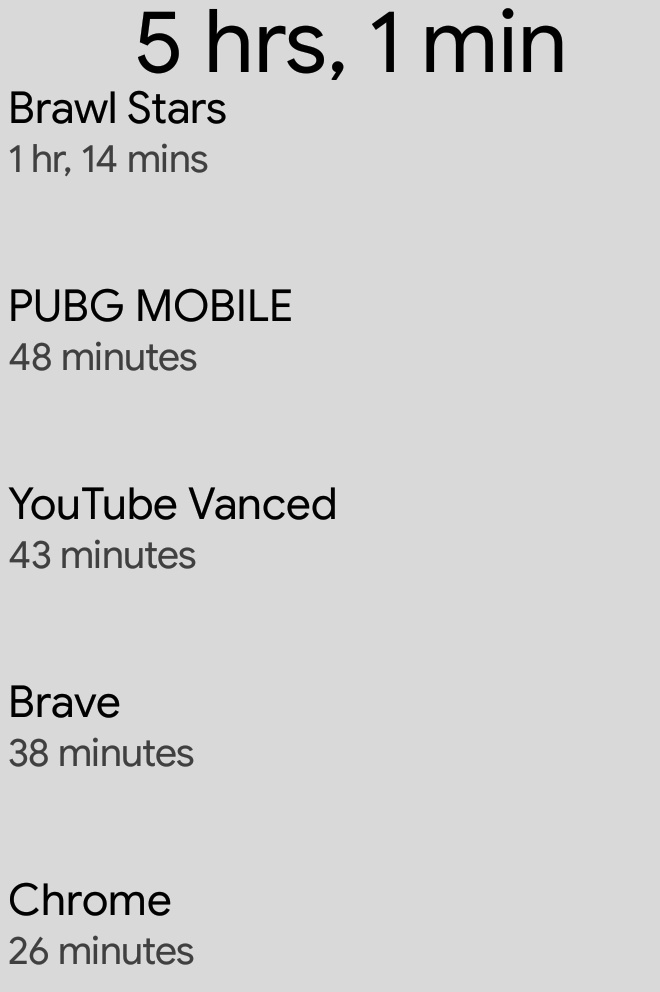 5 hrs, 1 min
Brawl Stars
1 hr, 14 mins
PUBG MOBILE
48 minutes
YouTube Vanced
43 minutes
Brave
38 minutes
Chrome
26 minutes